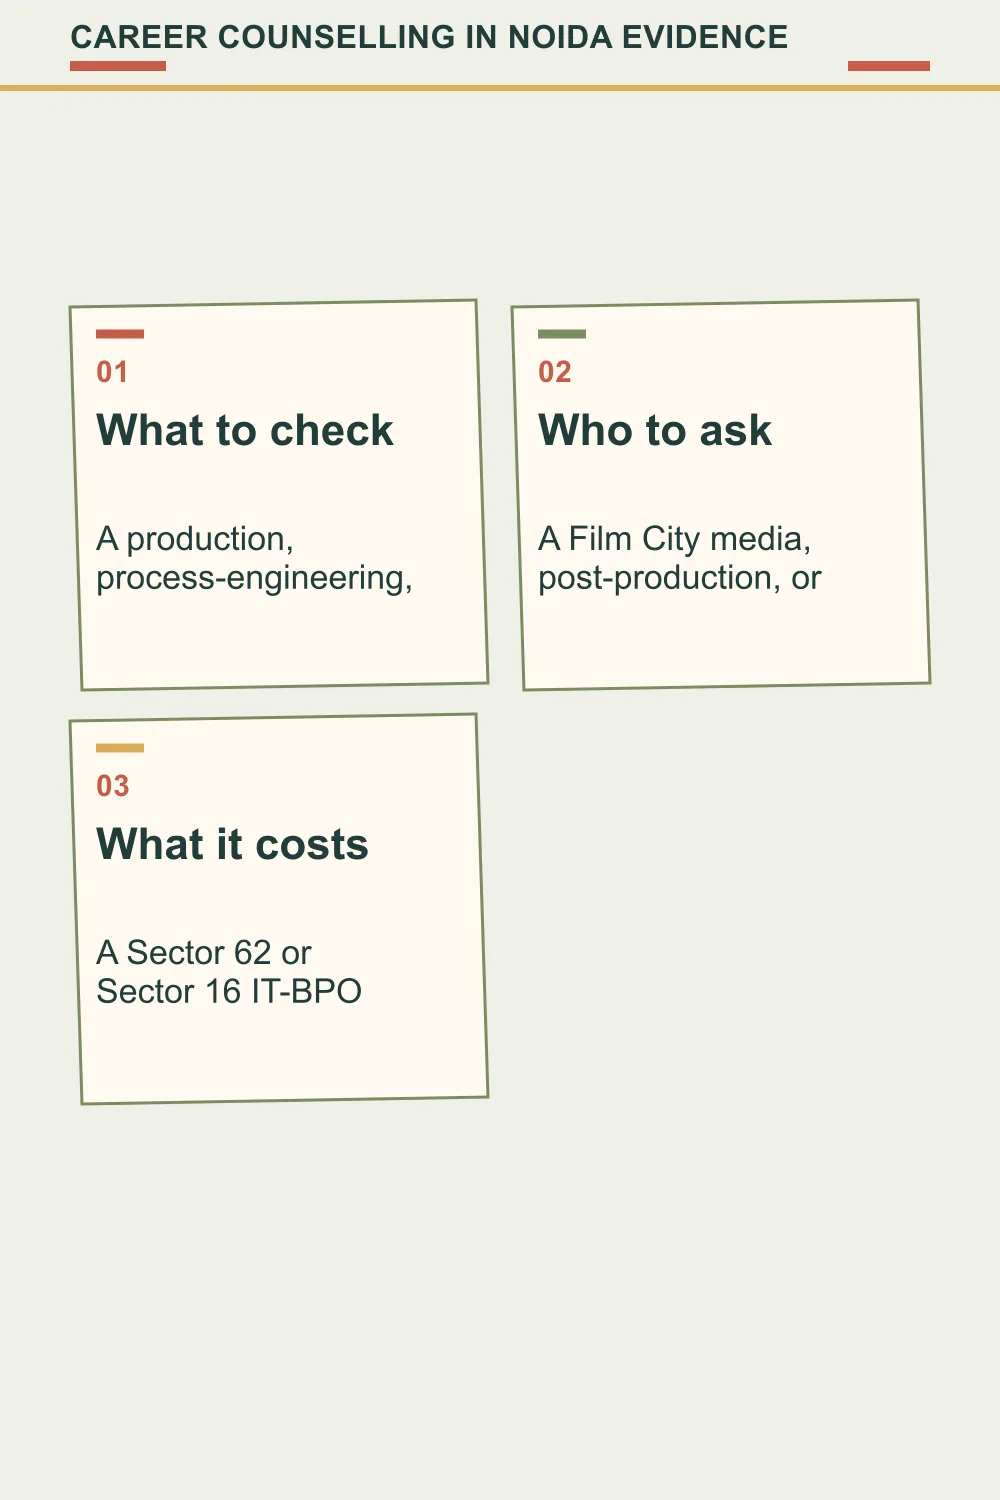 CAREER COUNSELLING IN NOIDA EVIDENCE
01
What to check
A production,
process-engineering,
02
Who to ask
A Film City media,
post-production, or
03
What it costs
A Sector 62 or
Sector 16 IT-BPO